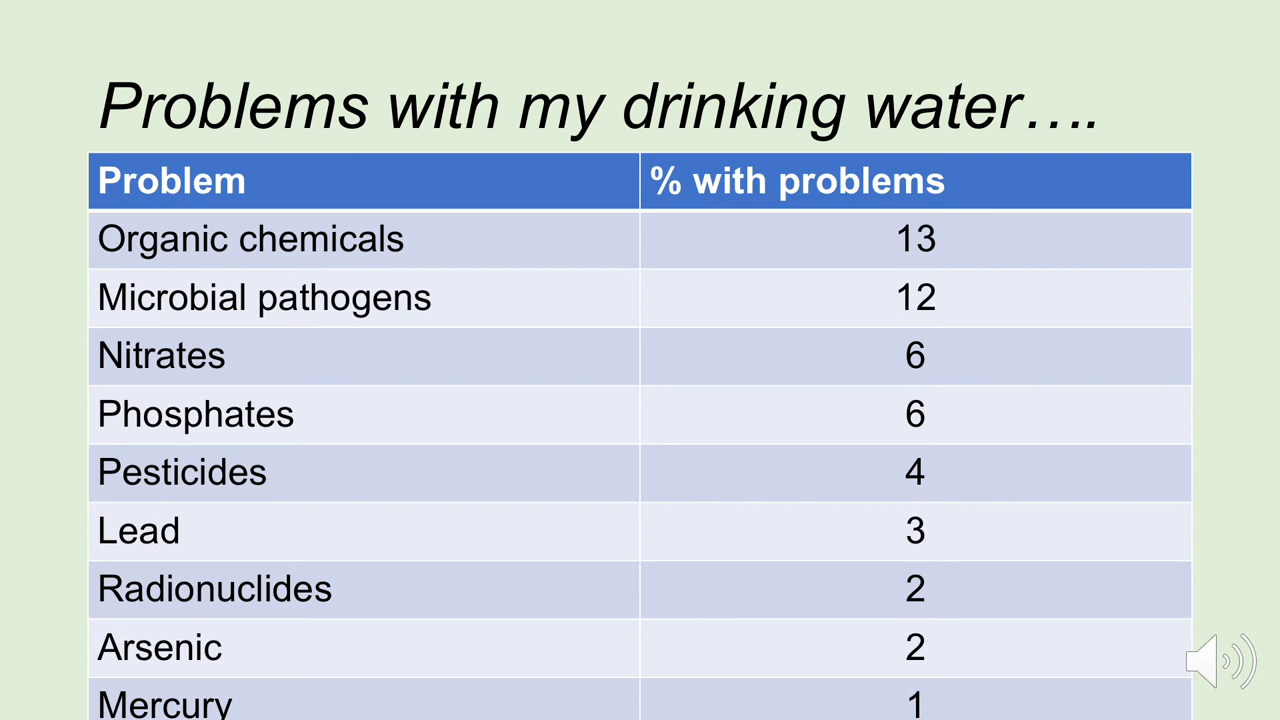 Problems with my drinking water….
Problem % with problems
Organic chemicals 13
Microbial pathogens 12
Nitrates 6
Phosphates 6
Pesticides 4
Lead 3
Radionuclides 2
Arsenic 2
Mercury 1